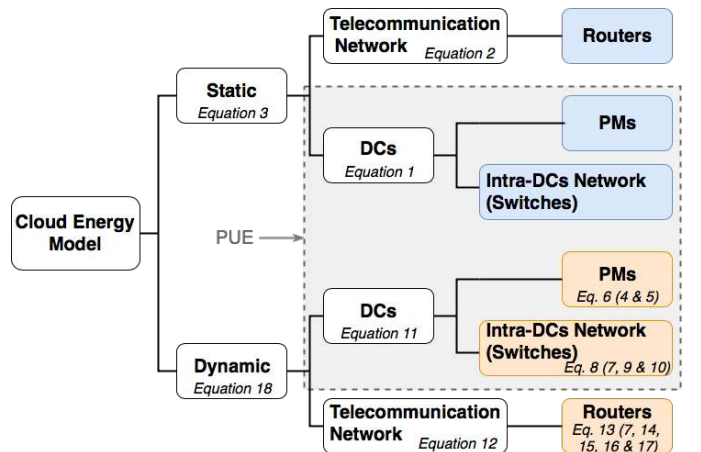 Telecommunication
Network
Equation 2
Routers
Static
Equation 3
PMs
DCs
Equation 1
Intra-DCs Network
(Switches)
Cloud Energy
Model
PUE
PMs
Eq. 6 (4 & 5)
DCs
Equation 11
Intra-DCs Network
(Switches)
Eq. 8 (7, 9 & 10)
Dynamic
Equation 18
Telecommunication
Network
Equation 12
Routers
Eq. 13 (7, 14,
15, 16 & 17)